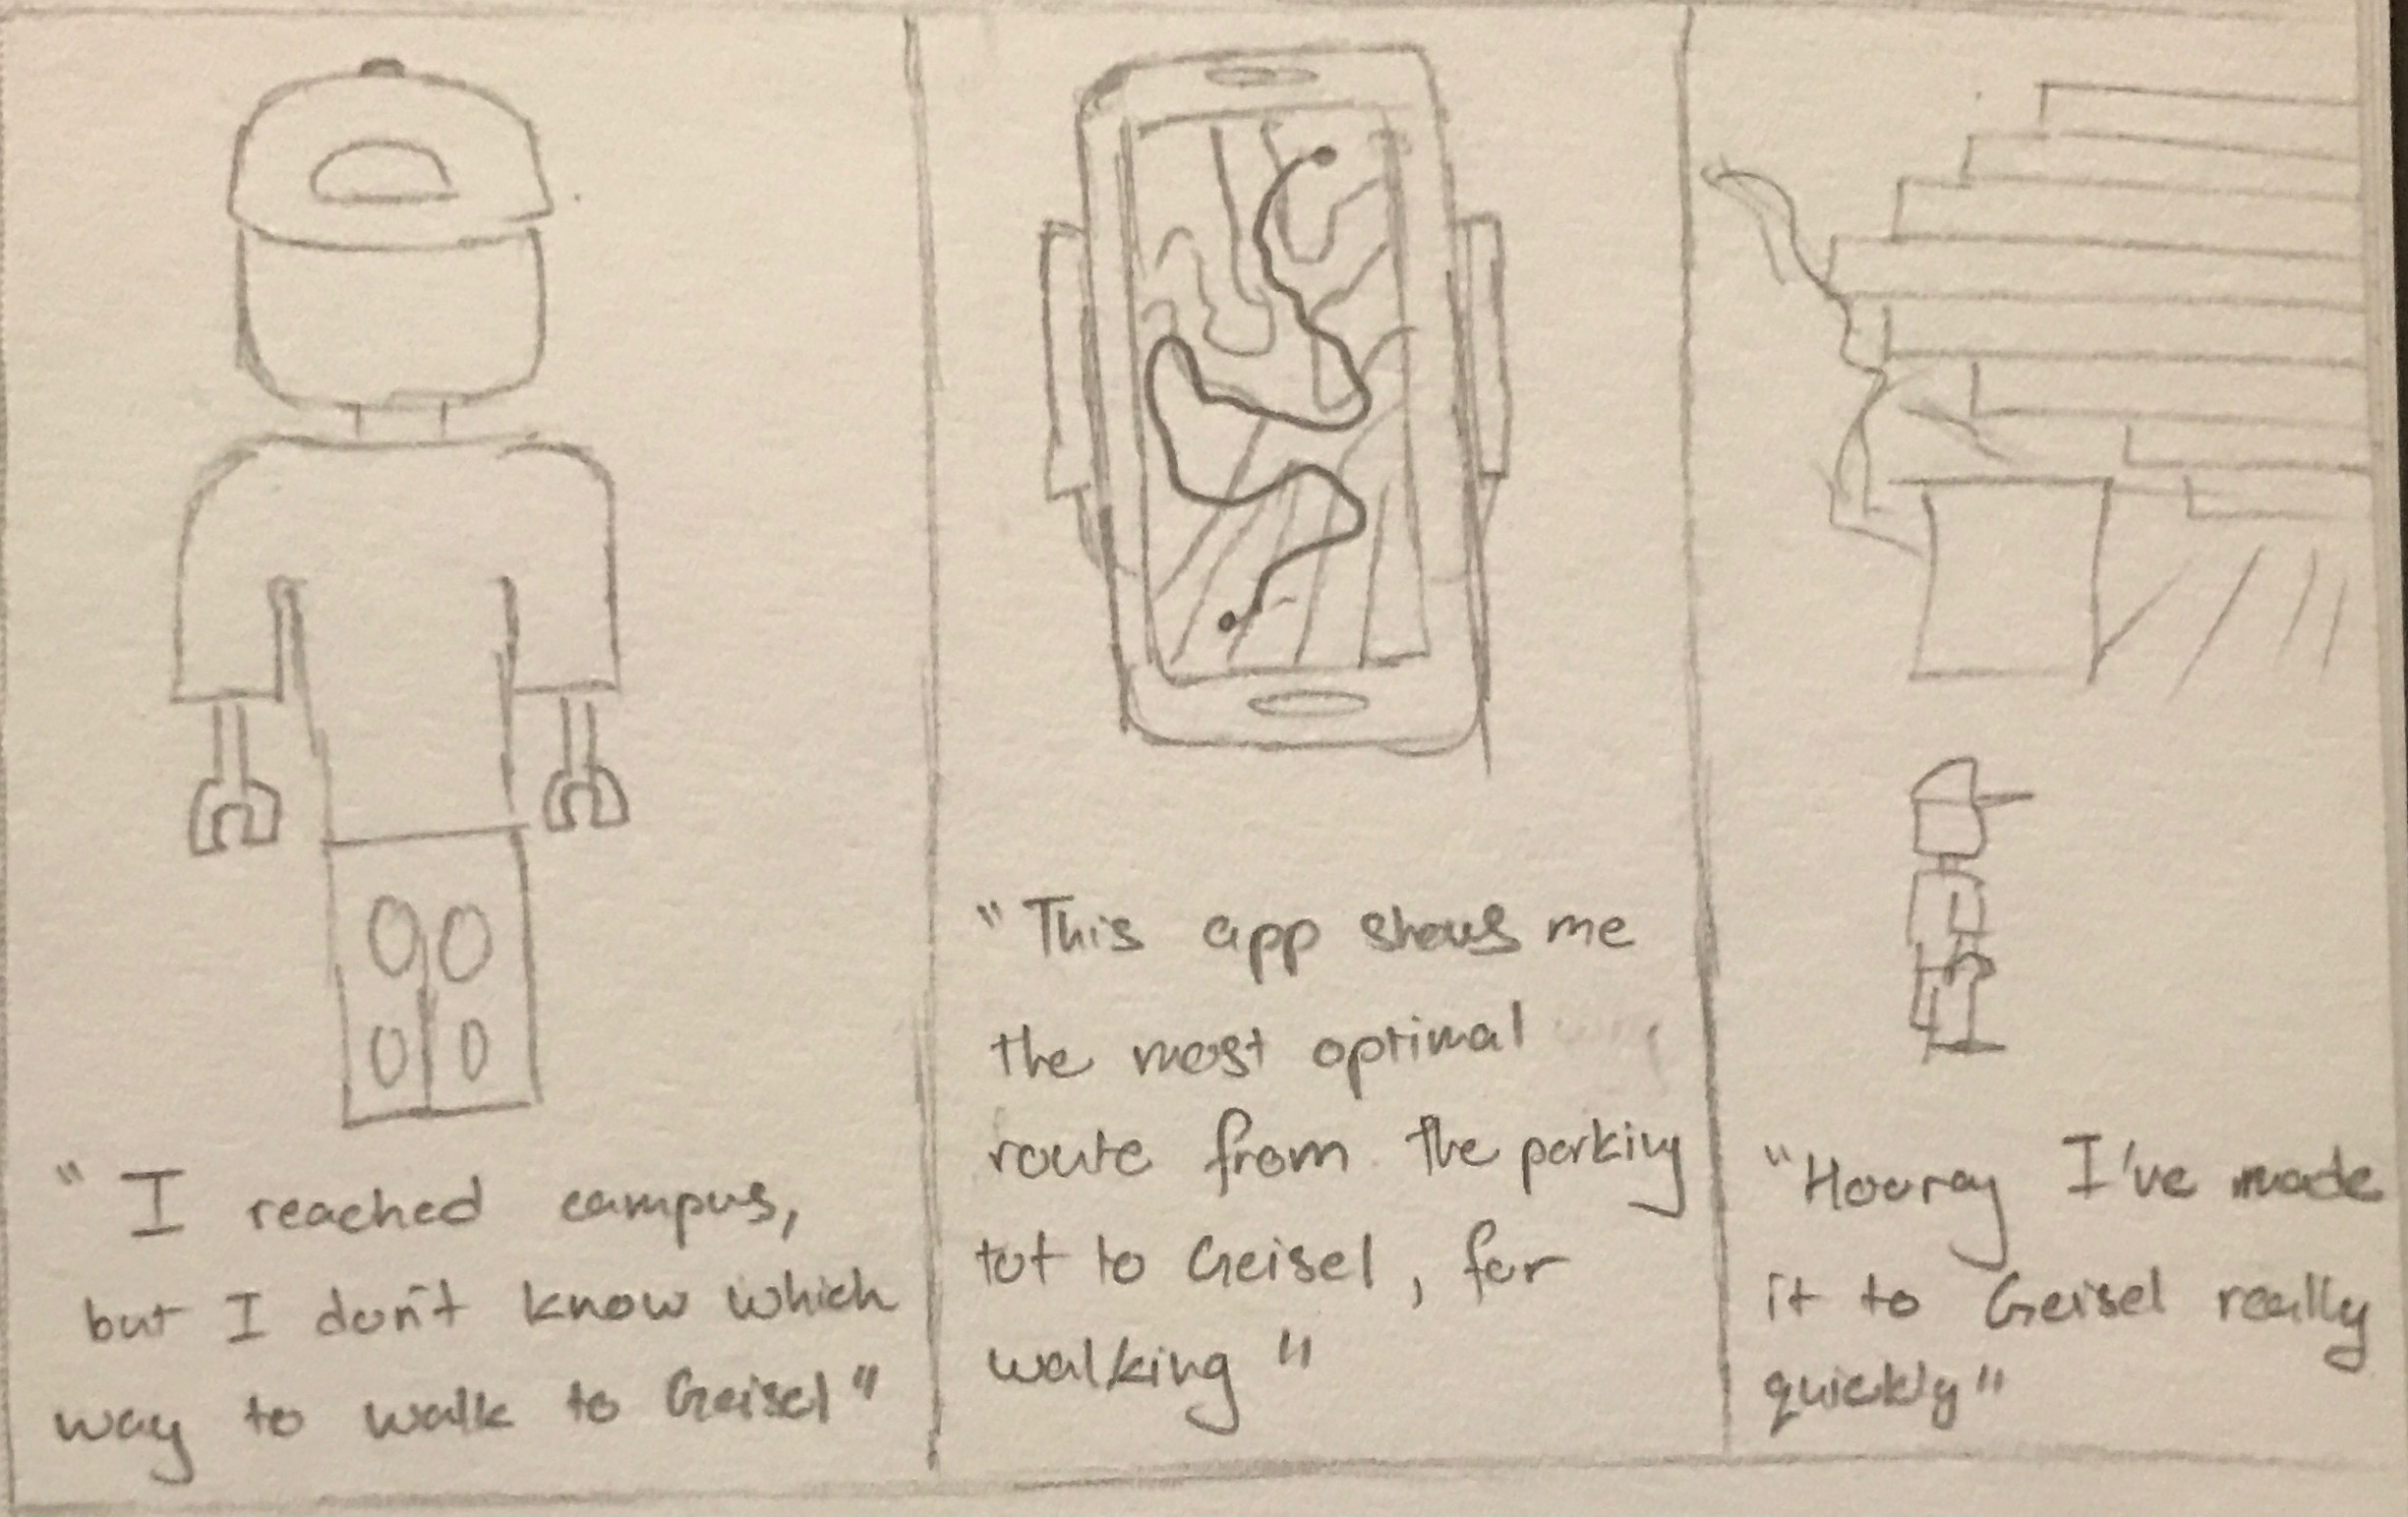 "I reached campus,
but I don't know which
way to walk to Geisel"
"This app shows me
the most optimal
route from the parking
tot to Geisel, for
walking"
"Hooray I've made
it to Geisel really
quickly"